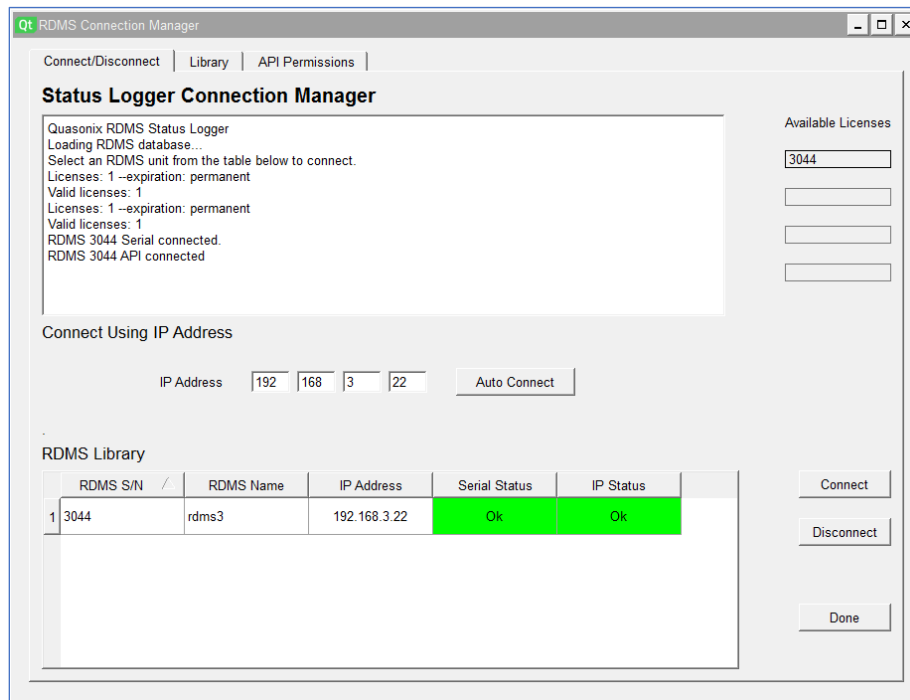 Qt RDMS Connection Manager
Connect/Disconnect Library API Permissions
Status Logger Connection Manager
Quasonix RDMS Status Logger
Loading RDMS database...
Select an RDMS unit from the table below to connect.
Licenses: 1 --expiration: permanent
Valid licenses: 1
Licenses: 1 --expiration: permanent
Valid licenses: 1
RDMS 3044 Serial connected.
RDMS 3044 API connected
Available Licenses
3044
Connect Using IP Address
IP Address 192 168 3 22 Auto Connect
.
RDMS Library
RDMS S/N RDMS Name IP Address Serial Status IP Status
1 3044 rdms3 192.168.3.22 Ok Ok
Connect
Disconnect
Done